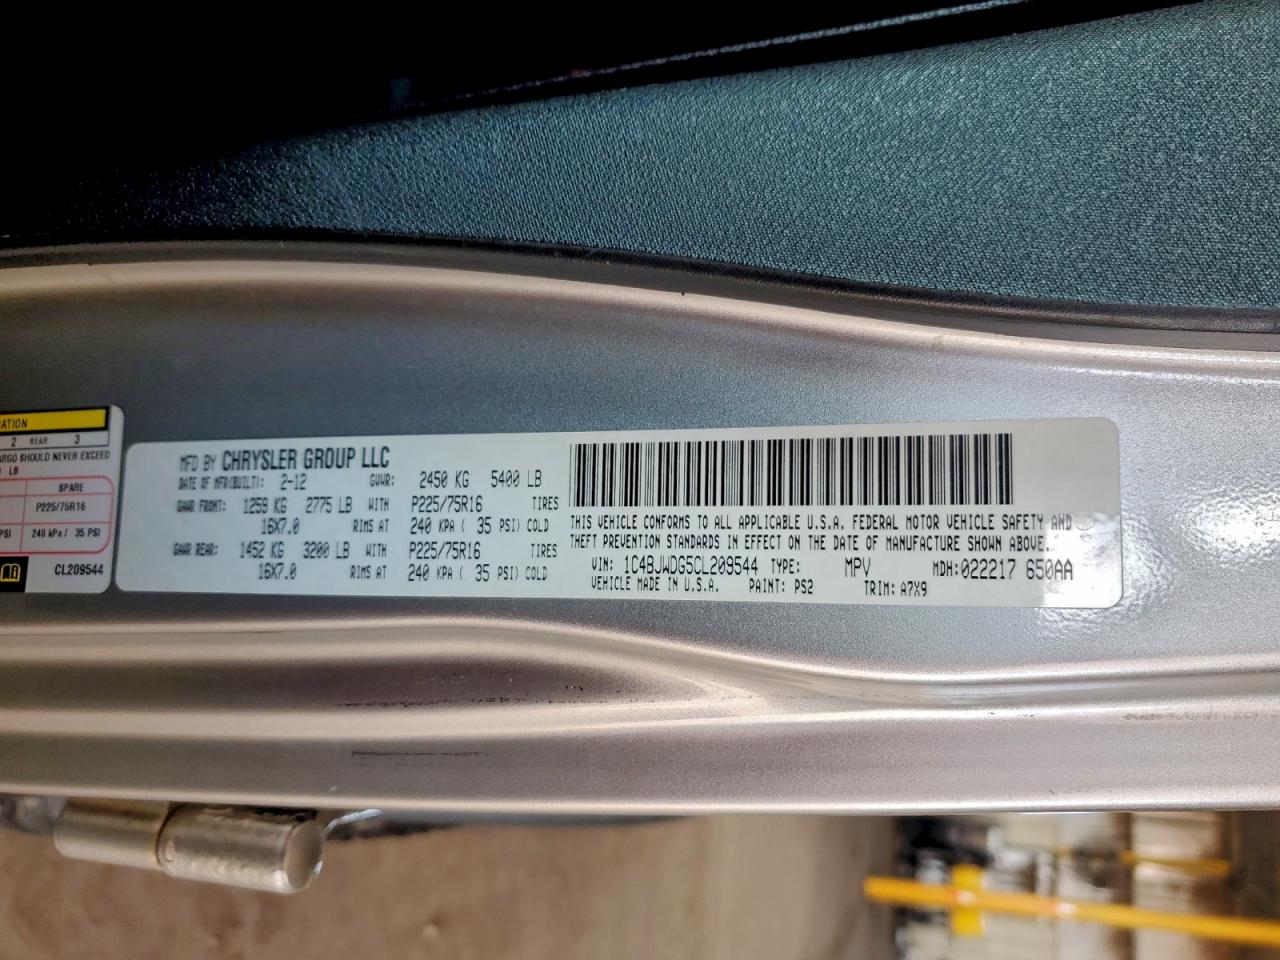 ATION
2 REAR 3
ARGO SHOULD NEVER EXCEED
LB
SPARE
P225/75R16
PSI 240 kPa / 35 PSI
CL209544
MFD BY CHRYSLER GROUP LLC
DATE OF MFR(BUILT): 2-12 GVWR: 2450 KG 5400 LB
GAWR FRONT: 1259 KG 2775 LB WITH P225/75R16 TIRES
16X7.0 RIMS AT 240 KPA ( 35 PSI) COLD
GAWR REAR: 1452 KG 3200 LB WITH P225/75R16 TIRES
16X7.0 RIMS AT 240 KPA ( 35 PSI) COLD
THIS VEHICLE CONFORMS TO ALL APPLICABLE U.S.A. FEDERAL MOTOR VEHICLE SAFETY AND
THEFT PREVENTION STANDARDS IN EFFECT ON THE DATE OF MANUFACTURE SHOWN ABOVE.
VIN: 1C4BJWDG5CL209544 TYPE: MPV MDH: 022217 650AA
VEHICLE MADE IN U.S.A. PAINT: PS2 TRIM: A7X9